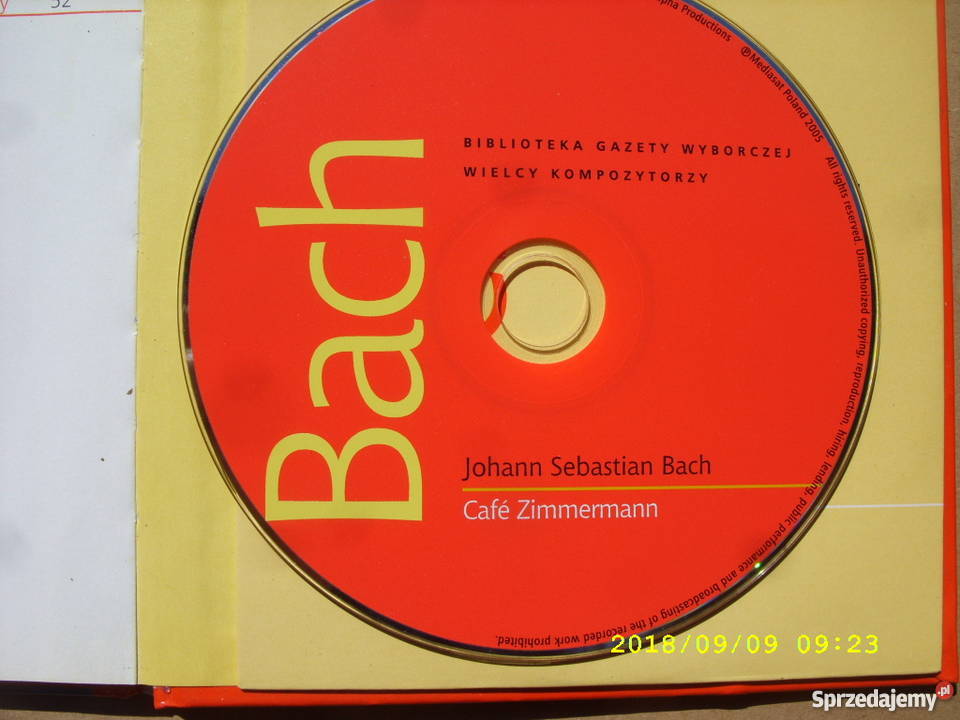 52
Productions ℗Mediasat Poland 2005 All rights reserved. Unauthorized copying, reproduction, hiring, lending, public performance and broadcasting of the recorded work prohibited.
BIBLIOTEKA GAZETY WYBORCZEJ
WIELCY KOMPOZYTORZY
Bach
Johann Sebastian Bach
Café Zimmermann
2018/09/09 09:23
Sprzedajemy.pl